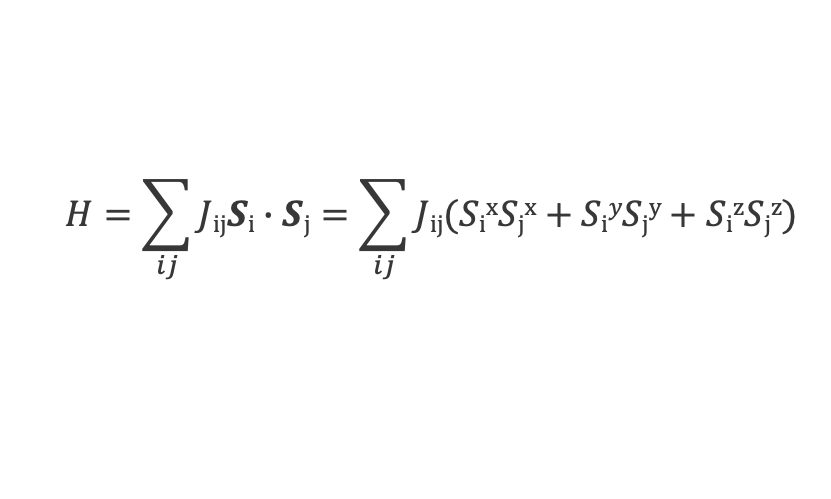 H = ∑_{ij} J_{ij} S_i · S_j = ∑_{ij} J_{ij}(S_i^x S_j^x + S_i^y S_j^y + S_i^z S_j^z)